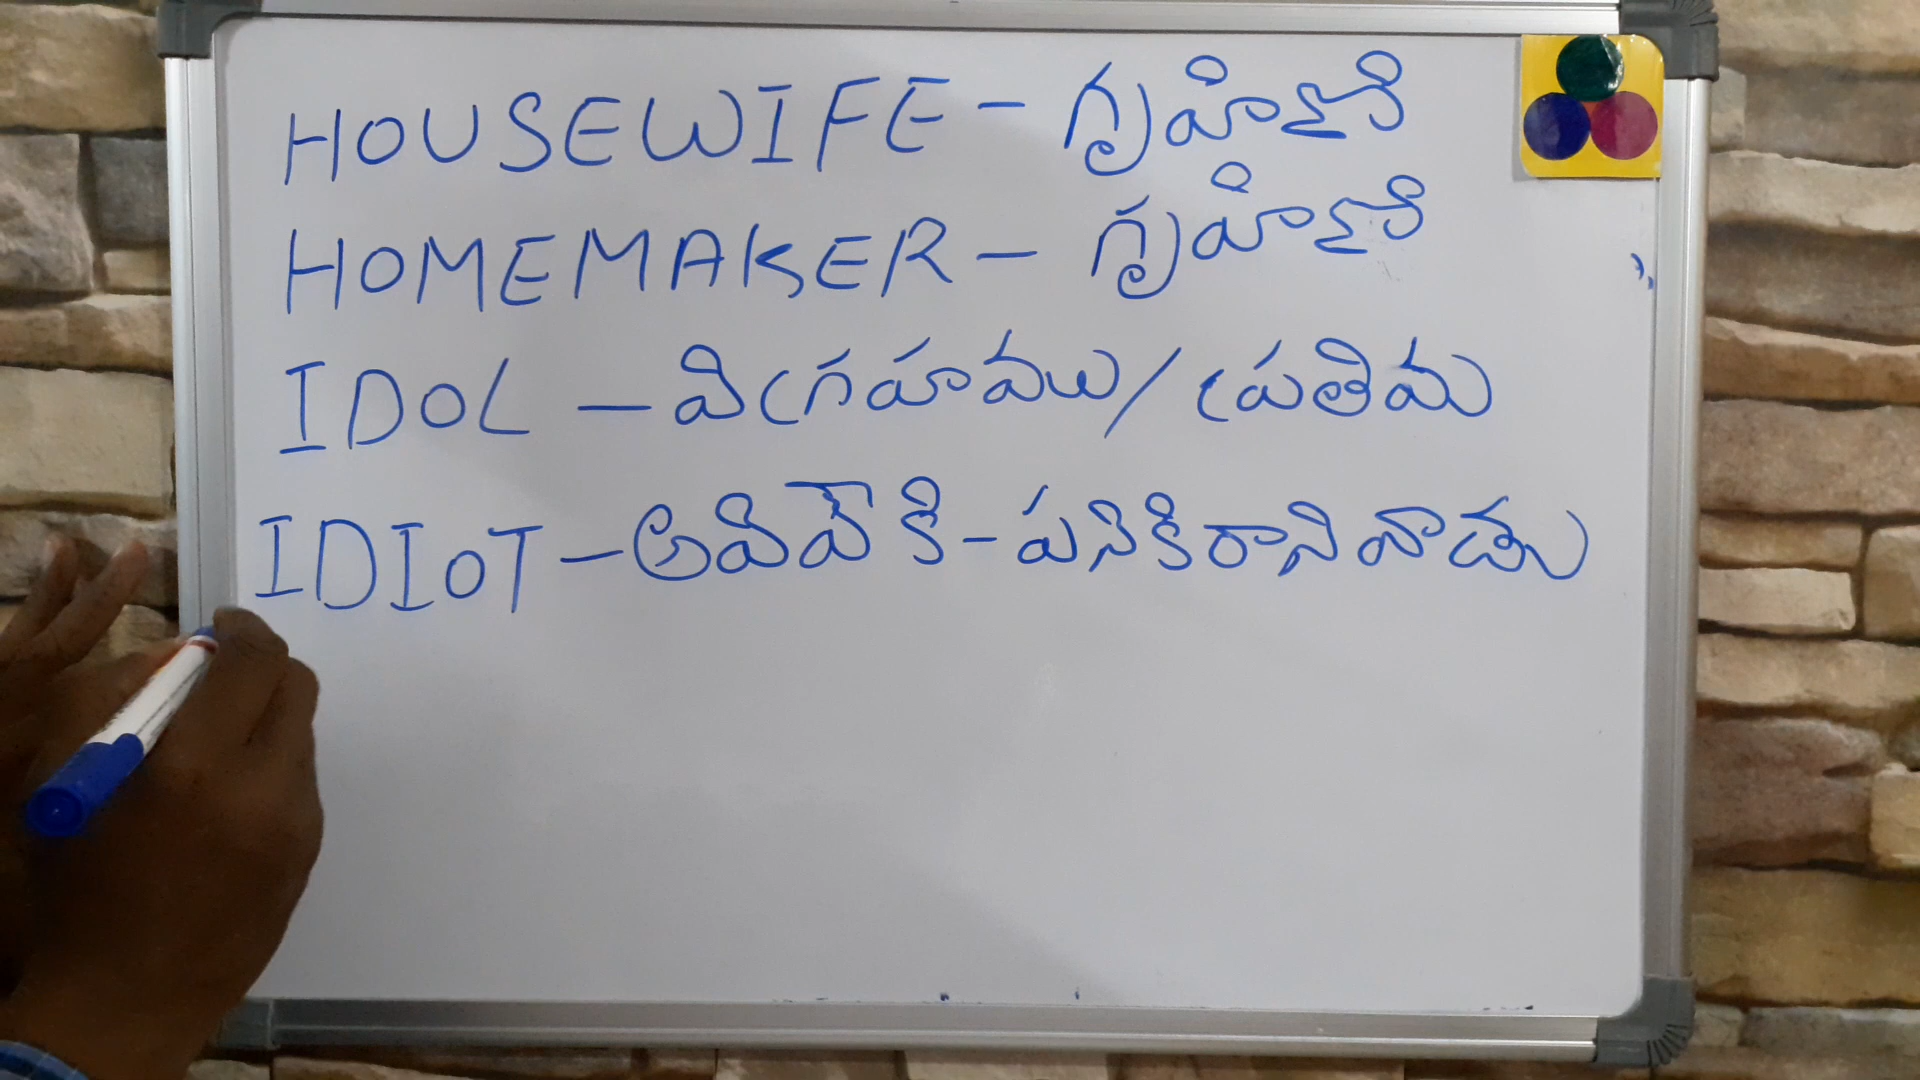 HOUSEWIFE - గృహిణి
HOMEMAKER - గృహిణి
IDOL - విగ్రహము / ప్రతిమ
IDIOT - అవివేకి - పనికిరానివాడు